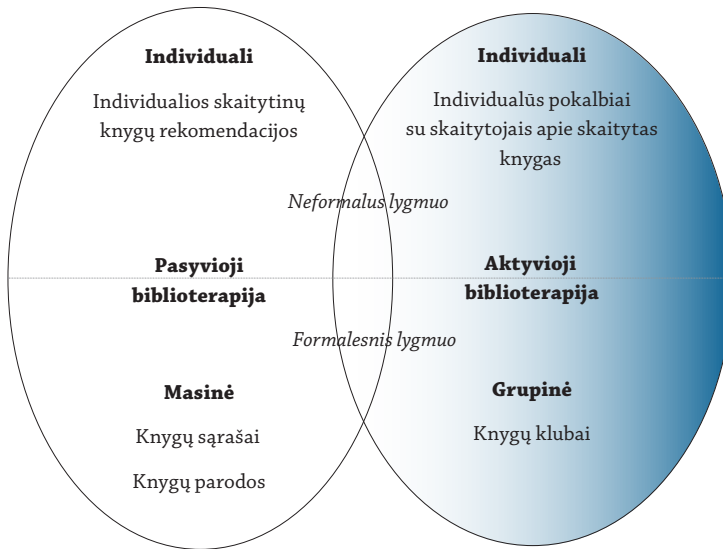 Individuali
Individualios skaitytinų
knygų rekomendacijos
Individuali
Individualūs pokalbiai
su skaitytojais apie skaitytas
knygas
Neformalus lygmuo
Pasyvioji
biblioterapija
Aktyvioji
biblioterapija
Formalesnis lygmuo
Masinė
Knygų sąrašai
Knygų parodos
Grupinė
Knygų klubai